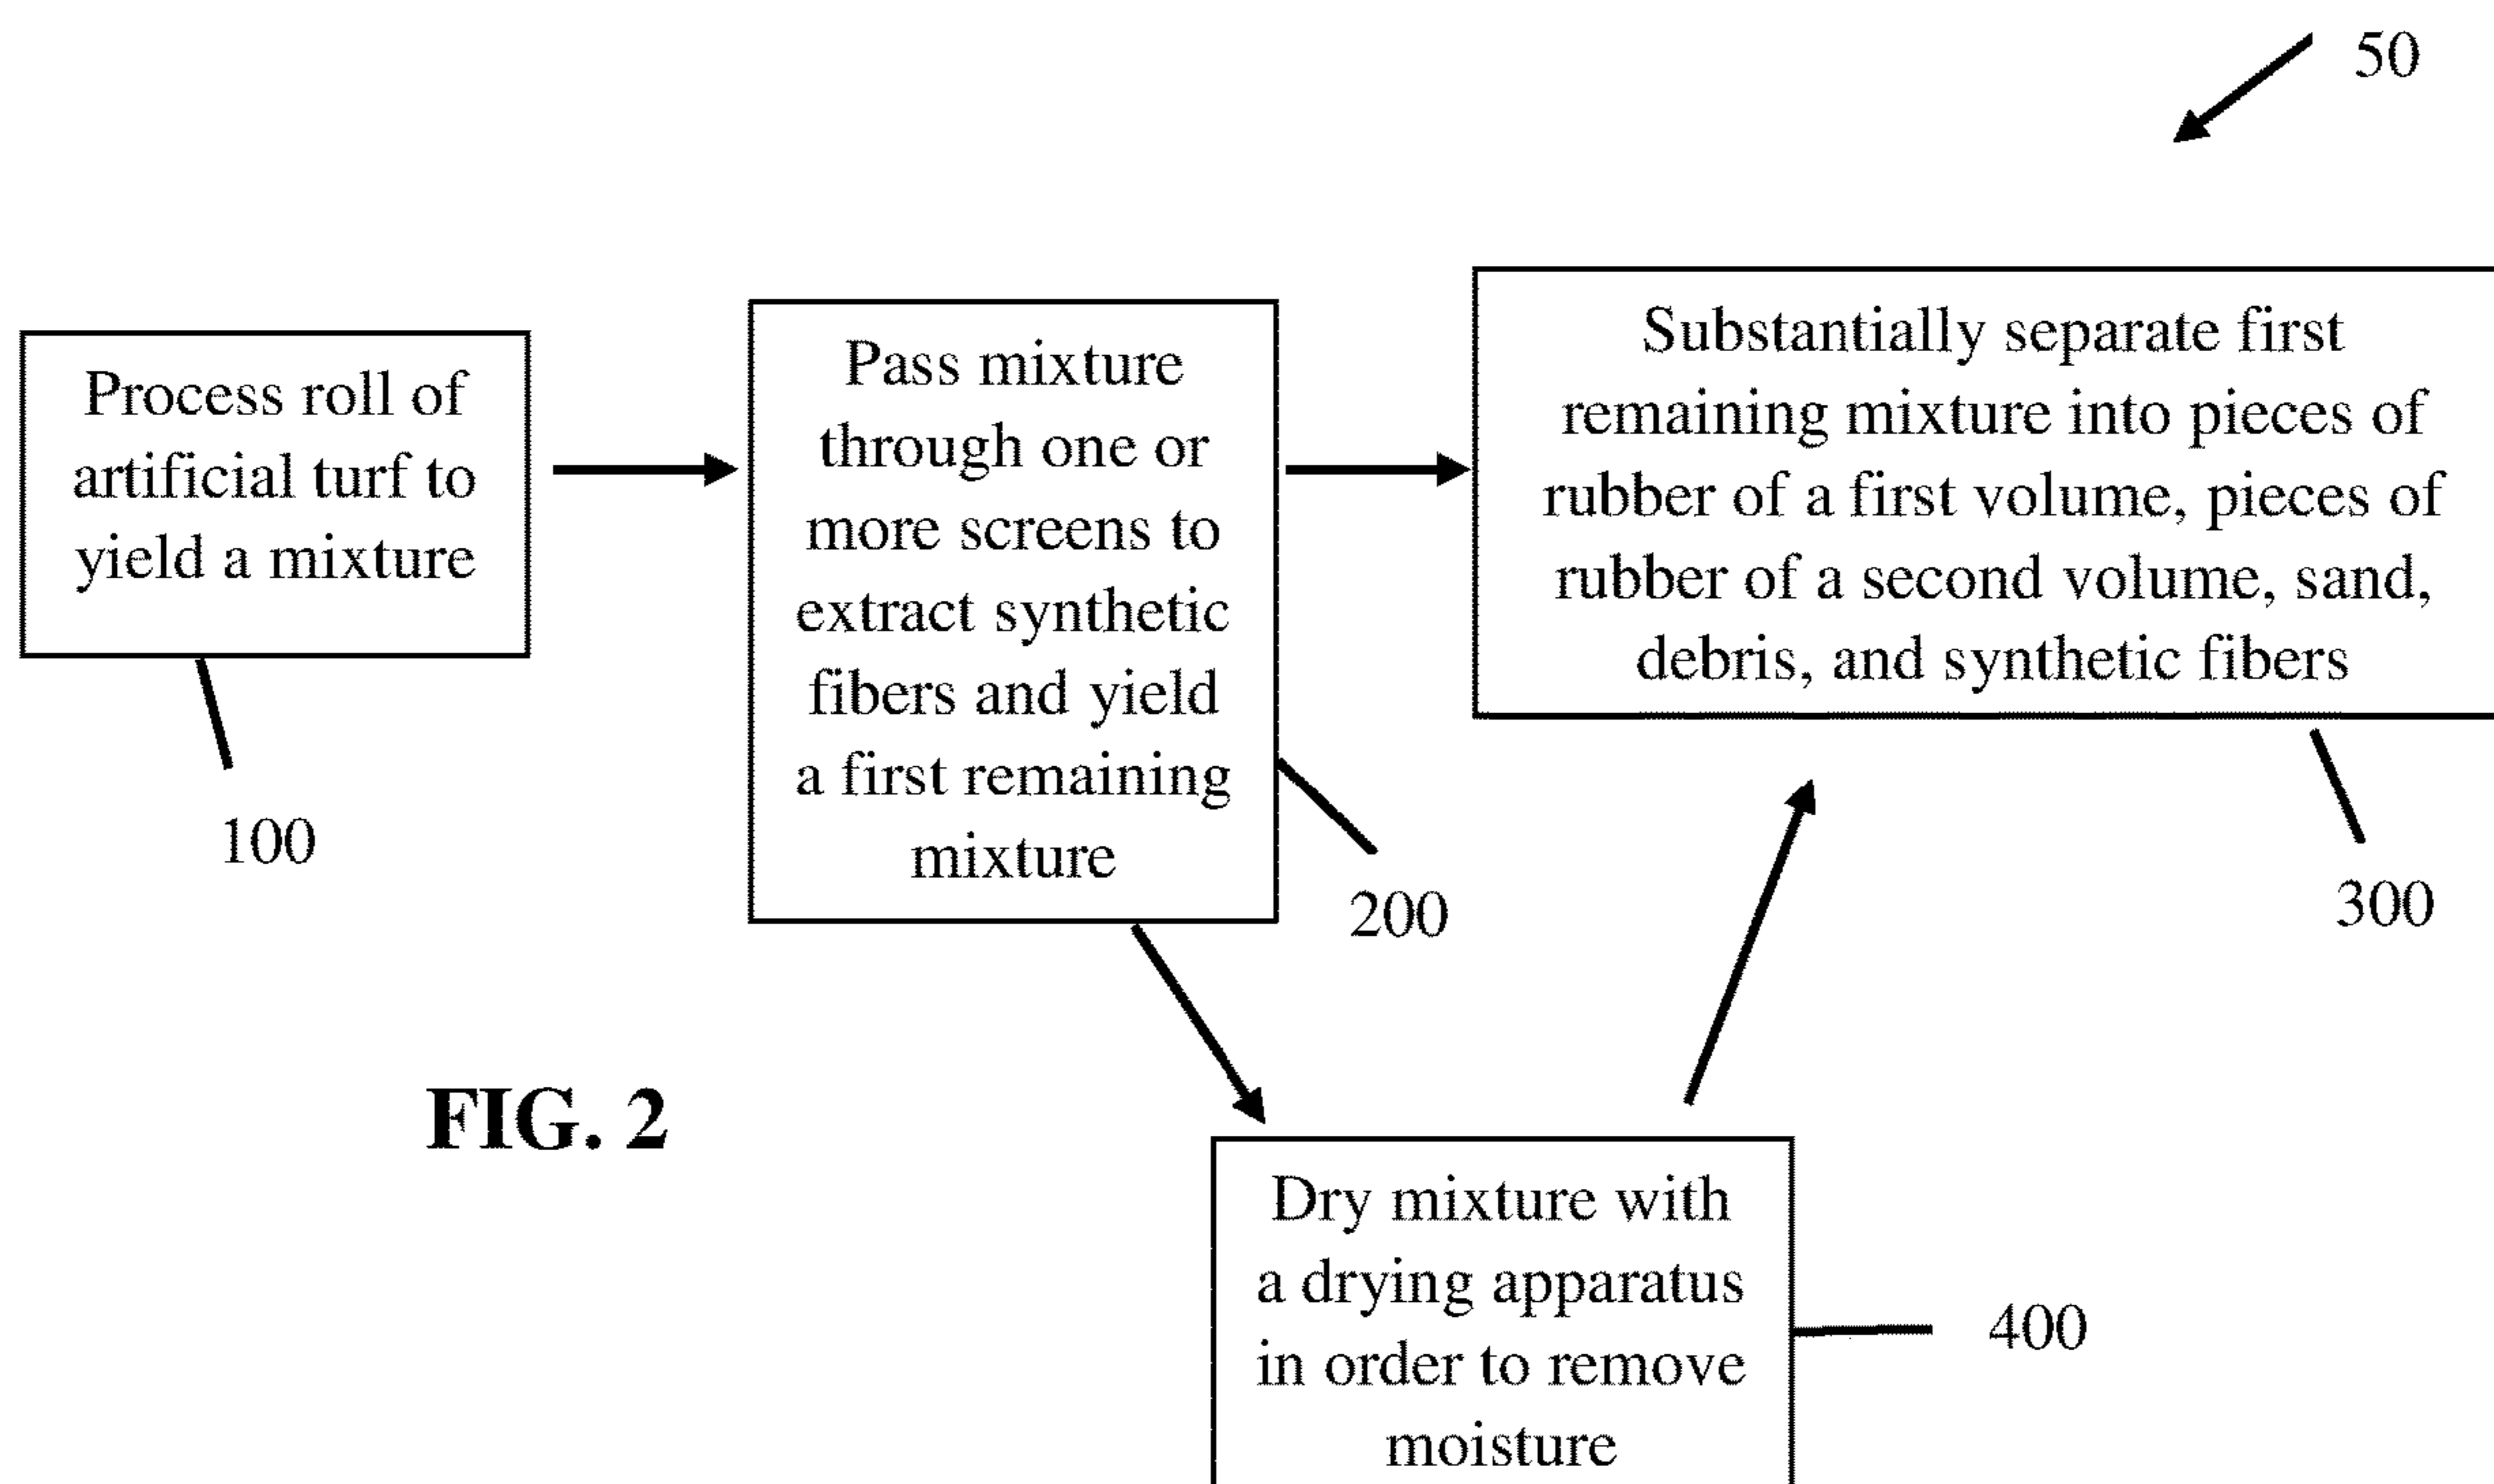 50
Process roll of
artificial turf to
yield a mixture
100
Pass mixture
through one or
more screens to
extract synthetic
fibers and yield
a first remaining
mixture
200
Substantially separate first
remaining mixture into pieces of
rubber of a first volume, pieces of
rubber of a second volume, sand,
debris, and synthetic fibers
300
FIG. 2
Dry mixture with
a drying apparatus
in order to remove
moisture
400